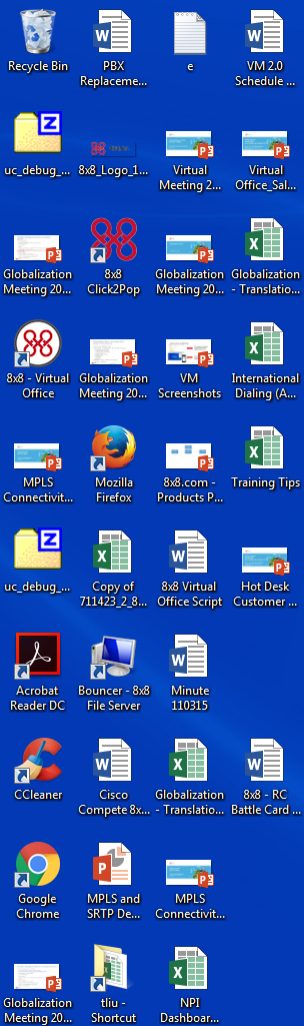 Recycle Bin
PBX
Replaceme...
e
VM 2.0
Schedule ...
uc_debug_...
8x8_Logo_1...
Virtual
Meeting 2...
Virtual
Office_Sal...
Globalization
Meeting 20...
8x8
Click2Pop
Globalization
Meeting 20...
Globalization
- Translatio...
8x8 - Virtual
Office
Globalization
Meeting 20...
VM
Screenshots
International
Dialing (A...
MPLS
Connectivit...
Mozilla
Firefox
8x8.com -
Products P...
Training Tips
uc_debug_...
Copy of
711423_2_8...
8x8 Virtual
Office Script
Hot Desk
Customer ...
Acrobat
Reader DC
Bouncer - 8x8
File Server
Minute
110315
CCleaner
Cisco
Compete 8x...
Globalization
- Translatio...
8x8 - RC
Battle Card ...
Google
Chrome
MPLS and
SRTP De...
MPLS
Connectivit...
Globalization
Meeting 20...
tliu -
Shortcut
NPI
Dashboar...